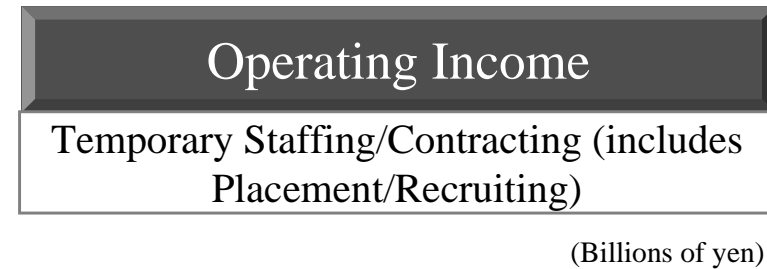 Operating Income
Temporary Staffing/Contracting (includes
Placement/Recruiting)
(Billions of yen)